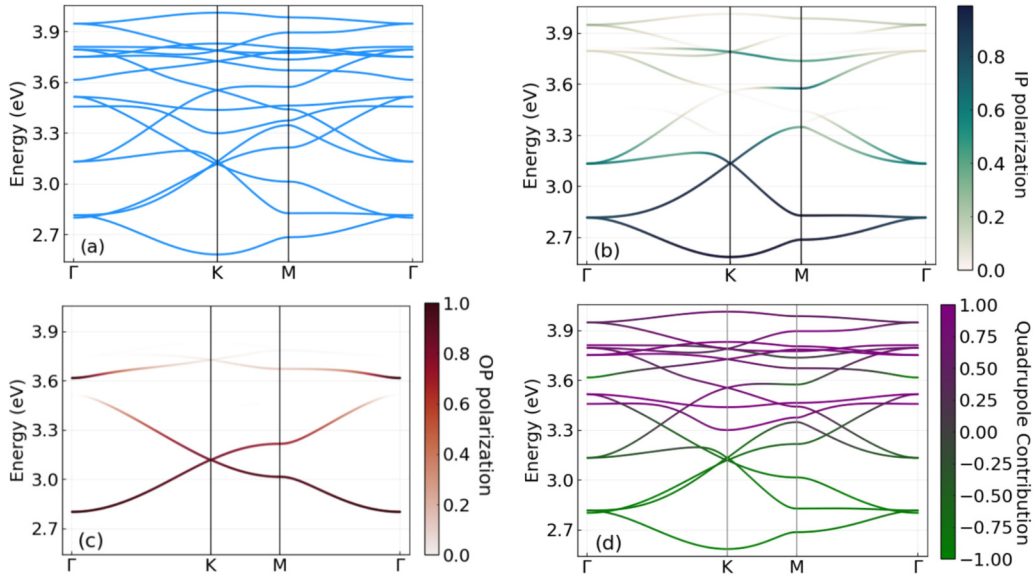 3.9
3.6
3.3
3.0
2.7
Energy (eV)
(a)
Γ K M Γ
3.9
3.6
3.3
3.0
2.7
Energy (eV)
(b)
Γ K M Γ
0.8
0.6
0.4
0.2
0.0
IP polarization
3.9
3.6
3.3
3.0
2.7
Energy (eV)
(c)
Γ K M Γ
1.0
0.8
0.6
0.4
0.2
0.0
OP polarization
3.9
3.6
3.3
3.0
2.7
Energy (eV)
(d)
Γ K M Γ
1.00
0.75
0.50
0.25
0.00
−0.25
−0.50
−0.75
−1.00
Quadrupole Contribution